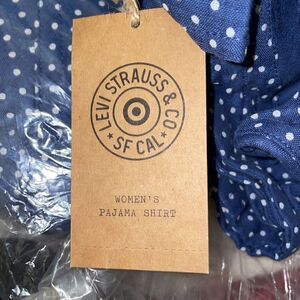 LEVI STRAUSS & CO
★ SF CAL ★
WOMEN'S
PAJAMA SHIRT